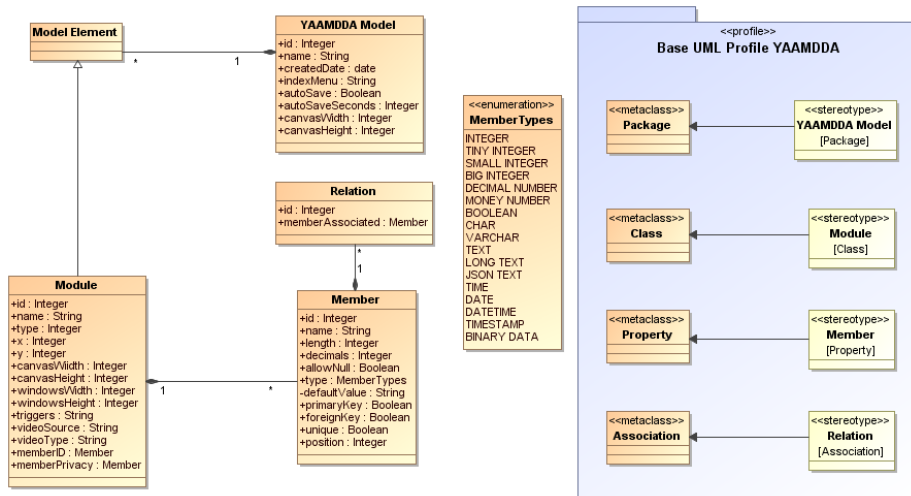 Model Element
*
1
YAAMDDA Model
+id : Integer
+name : String
+createdDate : date
+indexMenu : String
+autoSave : Boolean
+autoSaveSeconds : Integer
+canvasWidth : Integer
+canvasHeight : Integer
Relation
+id : Integer
+memberAssociated : Member
*
1
Module
+id : Integer
+name : String
+type : Integer
+x : Integer
+y : Integer
+canvasWiidth : Integer
+canvasHeight : Integer
+windowsWidth : Integer
+windowsHeight : Integer
+triggers : String
+videoSource : String
+videoType : String
+memberID : Member
+memberPrivacy : Member
1
*
Member
+id : Integer
+name : String
+length : Integer
+decimals : Integer
+allowNull : Boolean
+type : MemberTypes
-defaultValue : String
+primaryKey : Boolean
+foreignKey : Boolean
+unique : Boolean
+position : Integer
<<enumeration>>
MemberTypes
INTEGER
TINY INTEGER
SMALL INTEGER
BIG INTEGER
DECIMAL NUMBER
MONEY NUMBER
BOOLEAN
CHAR
VARCHAR
TEXT
LONG TEXT
JSON TEXT
TIME
DATE
DATETIME
TIMESTAMP
BINARY DATA
<<profile>>
Base UML Profile YAAMDDA
<<metaclass>>
Package
<<stereotype>>
YAAMDDA Model
[Package]
<<metaclass>>
Class
<<stereotype>>
Module
[Class]
<<metaclass>>
Property
<<stereotype>>
Member
[Property]
<<metaclass>>
Association
<<stereotype>>
Relation
[Association]